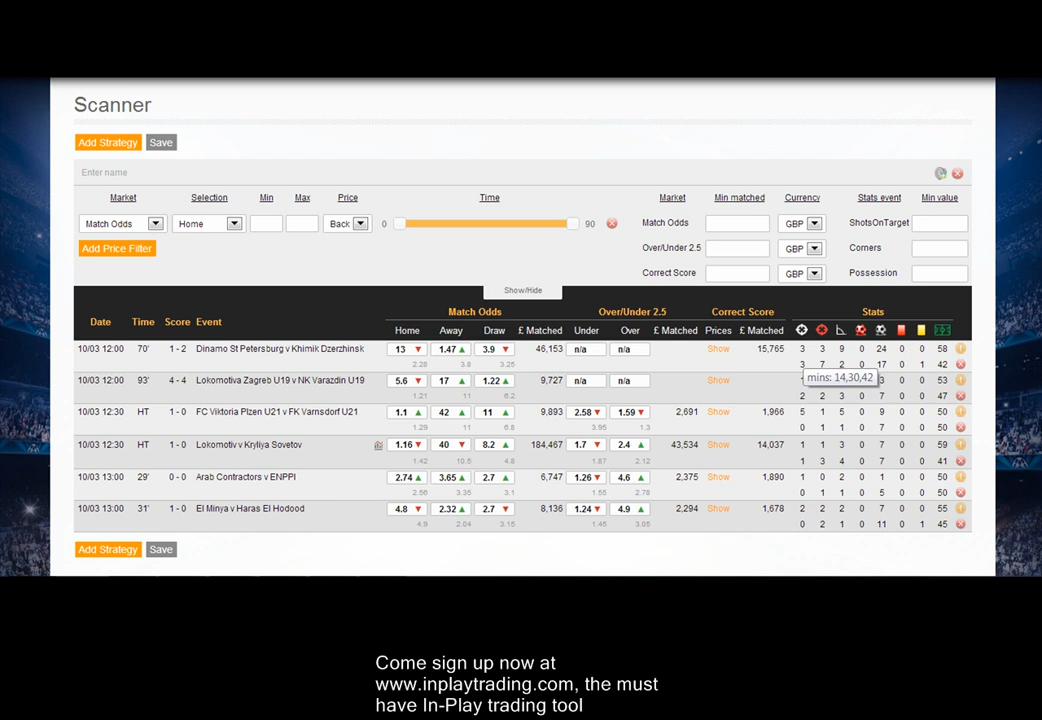 Scanner
Add Strategy Save
Enter name
Market Selection Min Max Price Time Market Min matched Currency Stats event Min value
Match Odds Home Back 0 90 Match Odds GBP ShotsOnTarget
Add Price Filter Over/Under 2.5 GBP Corners
Correct Score GBP Possession
Show/Hide
Match Odds Over/Under 2.5 Correct Score Stats
Date Time Score Event
Home Away Draw £ Matched Under Over £ Matched Prices £ Matched
10/03 12:00 70' 1 - 2 Dinamo St Petersburg v Khimik Dzerzhinsk 13 1.47 3.9 46,153 n/a n/a Show 15,765 3 3 9 0 24 0 0 58
2.28 3.8 3.25 3 7 2 0 17 0 1 42
mins: 14,30,42
10/03 12:00 93' 4 - 4 Lokomotiva Zagreb U19 v NK Varazdin U19 5.6 17 1.22 9,727 n/a n/a Show 3 0 0 53
1.21 11 6.2 2 2 3 0 7 0 0 47
10/03 12:30 HT 1 - 0 FC Viktoria Plzen U21 v FK Varnsdorf U21 1.1 42 11 9,893 2.58 1.59 2,691 Show 1,966 5 1 5 0 9 0 0 50
1.29 11 6.8 3.95 1.3 0 1 1 0 7 0 0 50
10/03 12:30 HT 1 - 0 Lokomotiv v Kryliya Sovetov 1.16 40 8.2 184,467 1.7 2.4 43,534 Show 14,037 1 1 3 0 7 0 0 59
1.42 10.5 4.8 1.87 2.12 1 3 4 0 7 0 0 41
10/03 13:00 29' 0 - 0 Arab Contractors v ENPPI 2.74 3.65 2.7 6,747 1.26 4.6 2,375 Show 1,890 1 0 2 0 1 0 0 50
2.56 3.35 3.1 1.55 2.78 0 1 1 0 5 0 0 50
10/03 13:00 31' 1 - 0 El Minya v Haras El Hodood 4.8 2.32 2.7 8,136 1.24 4.9 2,294 Show 1,678 2 2 2 0 7 0 0 55
4.9 2.04 3.15 1.45 3.05 0 2 1 0 11 0 1 45
Add Strategy Save
Come sign up now at
www.inplaytrading.com, the must
have In-Play trading tool